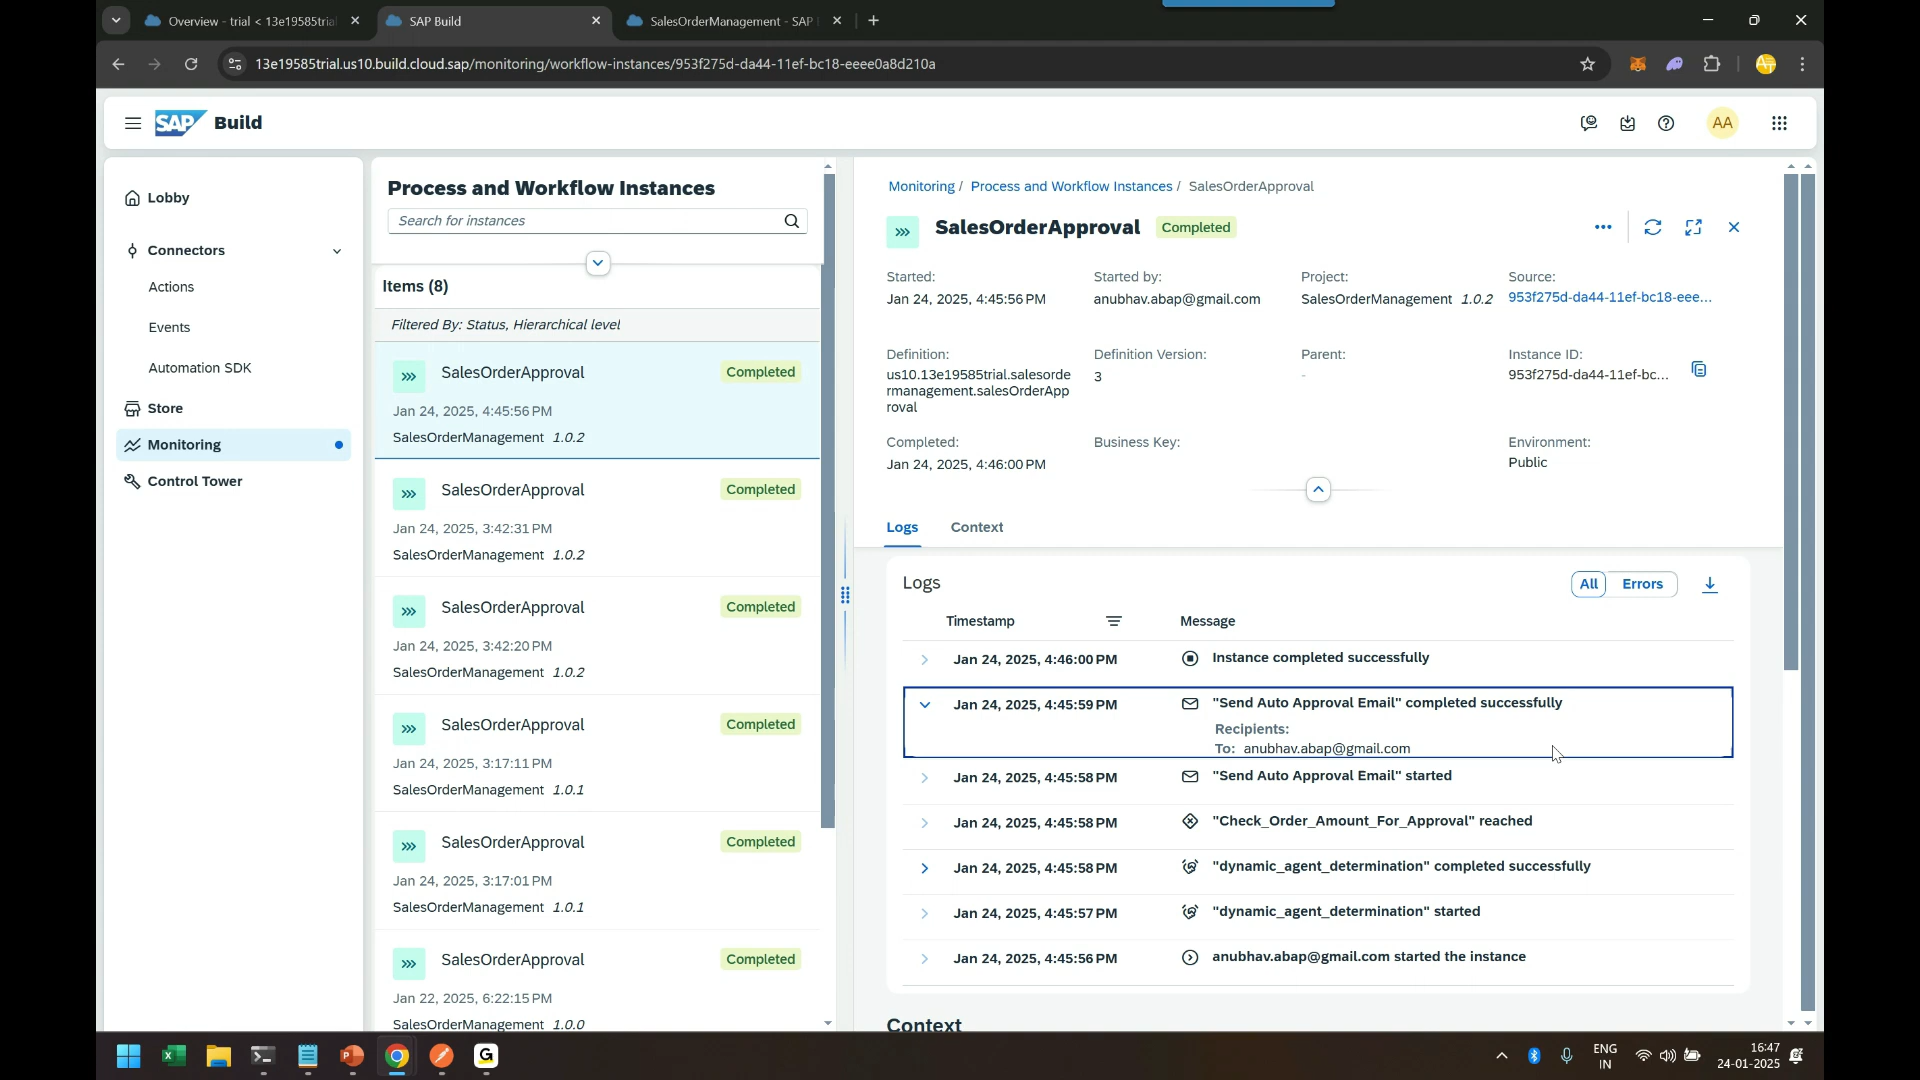 Overview - trial < 13e19585trial
SAP Build
SalesOrderManagement - SAP
13e19585trial.us10.build.cloud.sap/monitoring/workflow-instances/953f275d-da44-11ef-bc18-eeee0a8d210a
SAP Build
AA
Lobby
Connectors
Actions
Events
Automation SDK
Store
Monitoring
Control Tower
Process and Workflow Instances
Search for instances
Items (8)
Filtered By: Status, Hierarchical level
SalesOrderApproval Completed
Jan 24, 2025, 4:45:56 PM
SalesOrderManagement 1.0.2
SalesOrderApproval Completed
Jan 24, 2025, 3:42:31 PM
SalesOrderManagement 1.0.2
SalesOrderApproval Completed
Jan 24, 2025, 3:42:20 PM
SalesOrderManagement 1.0.2
SalesOrderApproval Completed
Jan 24, 2025, 3:17:11 PM
SalesOrderManagement 1.0.1
SalesOrderApproval Completed
Jan 24, 2025, 3:17:01 PM
SalesOrderManagement 1.0.1
SalesOrderApproval Completed
Jan 22, 2025, 6:22:15 PM
SalesOrderManagement 1.0.0
Monitoring / Process and Workflow Instances / SalesOrderApproval
SalesOrderApproval Completed
Started: Started by: Project: Source:
Jan 24, 2025, 4:45:56 PM anubhav.abap@gmail.com SalesOrderManagement 1.0.2 953f275d-da44-11ef-bc18-eee...
Definition: Definition Version: Parent: Instance ID:
us10.13e19585trial.salesorde 3 - 953f275d-da44-11ef-bc...
rmanagement.salesOrderApp
roval
Completed: Business Key: Environment:
Jan 24, 2025, 4:46:00 PM Public
Logs Context
Logs All Errors
Timestamp Message
Jan 24, 2025, 4:46:00 PM Instance completed successfully
Jan 24, 2025, 4:45:59 PM "Send Auto Approval Email" completed successfully
Recipients:
To: anubhav.abap@gmail.com
Jan 24, 2025, 4:45:58 PM "Send Auto Approval Email" started
Jan 24, 2025, 4:45:58 PM "Check_Order_Amount_For_Approval" reached
Jan 24, 2025, 4:45:58 PM "dynamic_agent_determination" completed successfully
Jan 24, 2025, 4:45:57 PM "dynamic_agent_determination" started
Jan 24, 2025, 4:45:56 PM anubhav.abap@gmail.com started the instance
Context
ENG
IN
16:47
24-01-2025